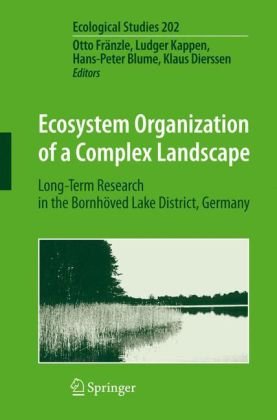 Ecological Studies 202
Otto Fränzle, Ludger Kappen,
Hans-Peter Blume, Klaus Dierssen
Editors
Ecosystem Organization
of a Complex Landscape
Long-Term Research
in the Bornhöved Lake District, Germany
Springer